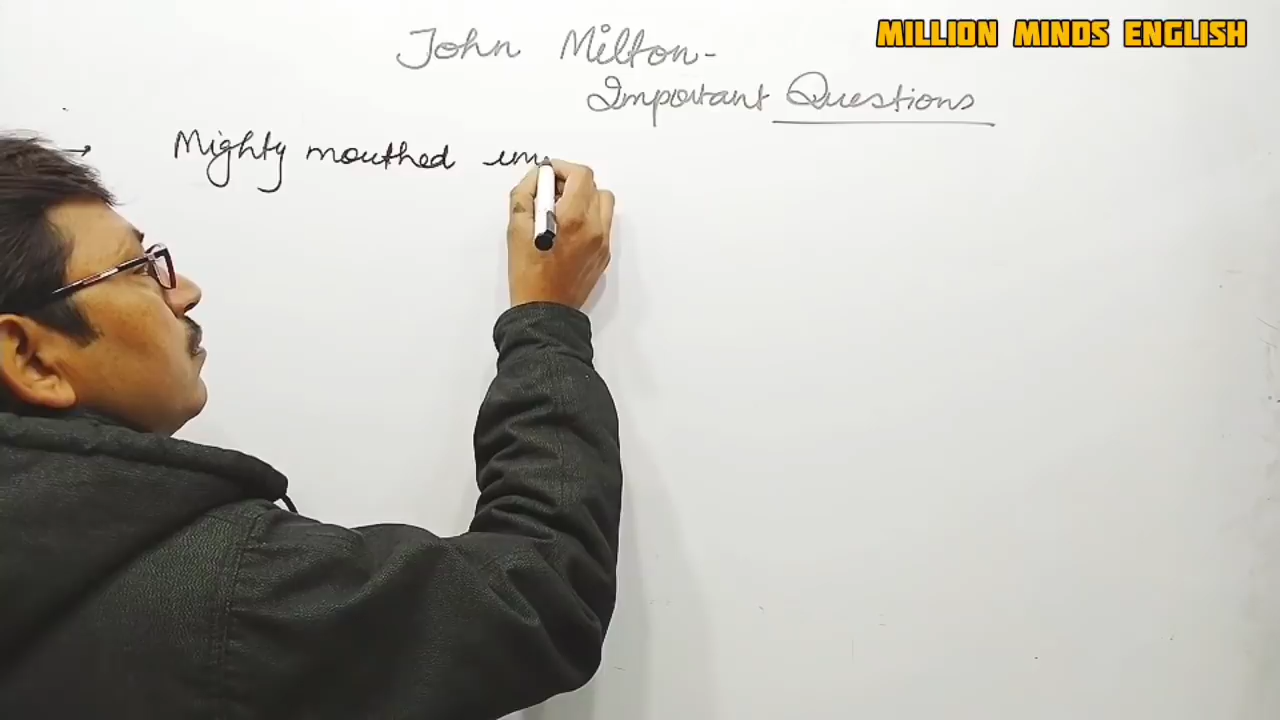 MILLION MINDS ENGLISH
John Milton-
Important Questions
→ Mighty mouthed